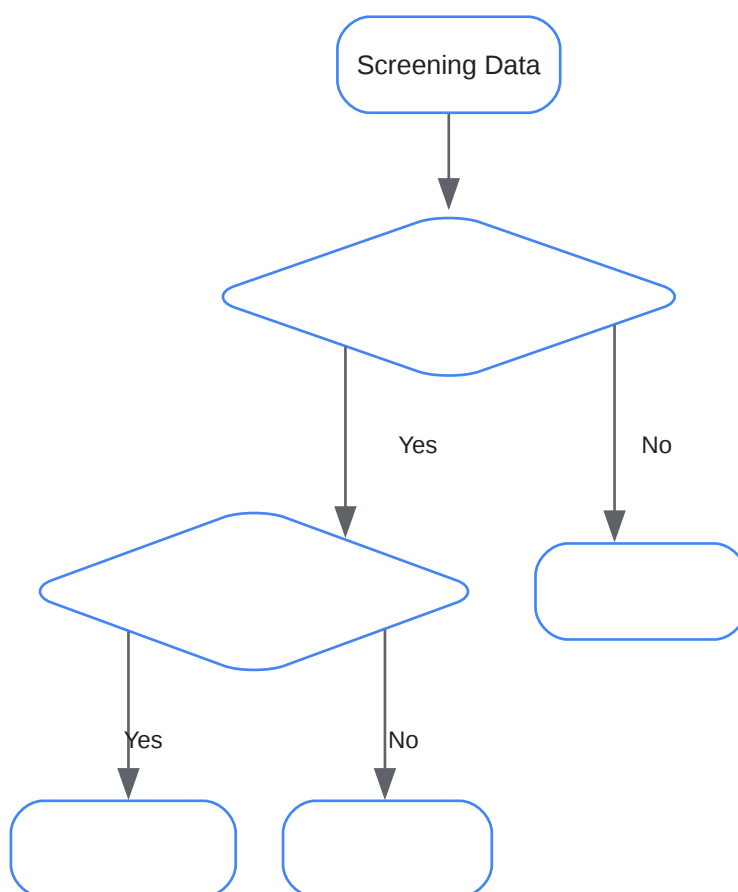 Screening Data
Yes
No
Yes
No